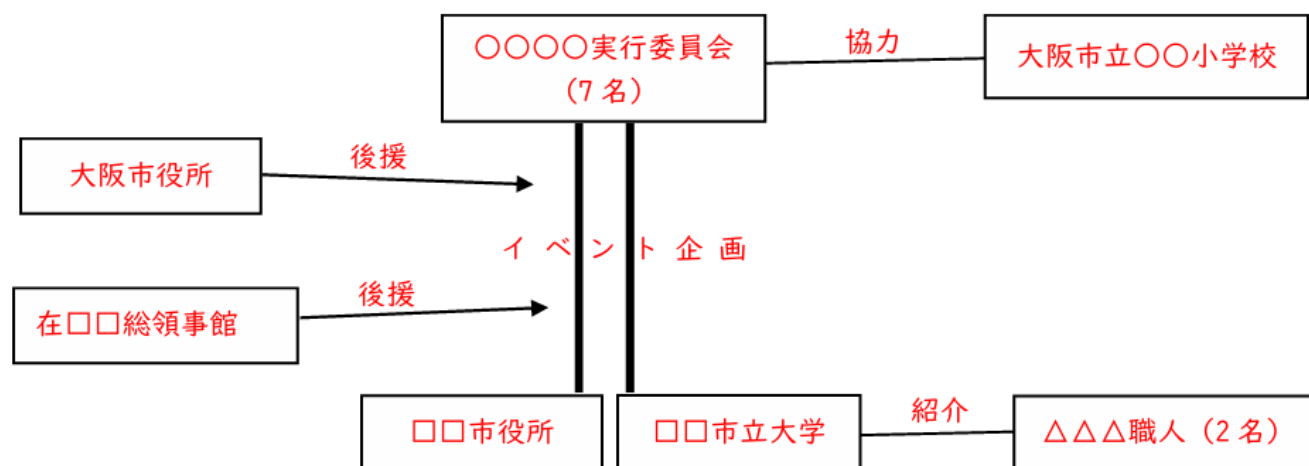 〇〇〇〇実行委員会
(7名)
協力
大阪市立〇〇小学校
大阪市役所
後援
イベント企画
在□□総領事館
後援
□□市役所
□□市立大学
紹介
△△△職人(2名)